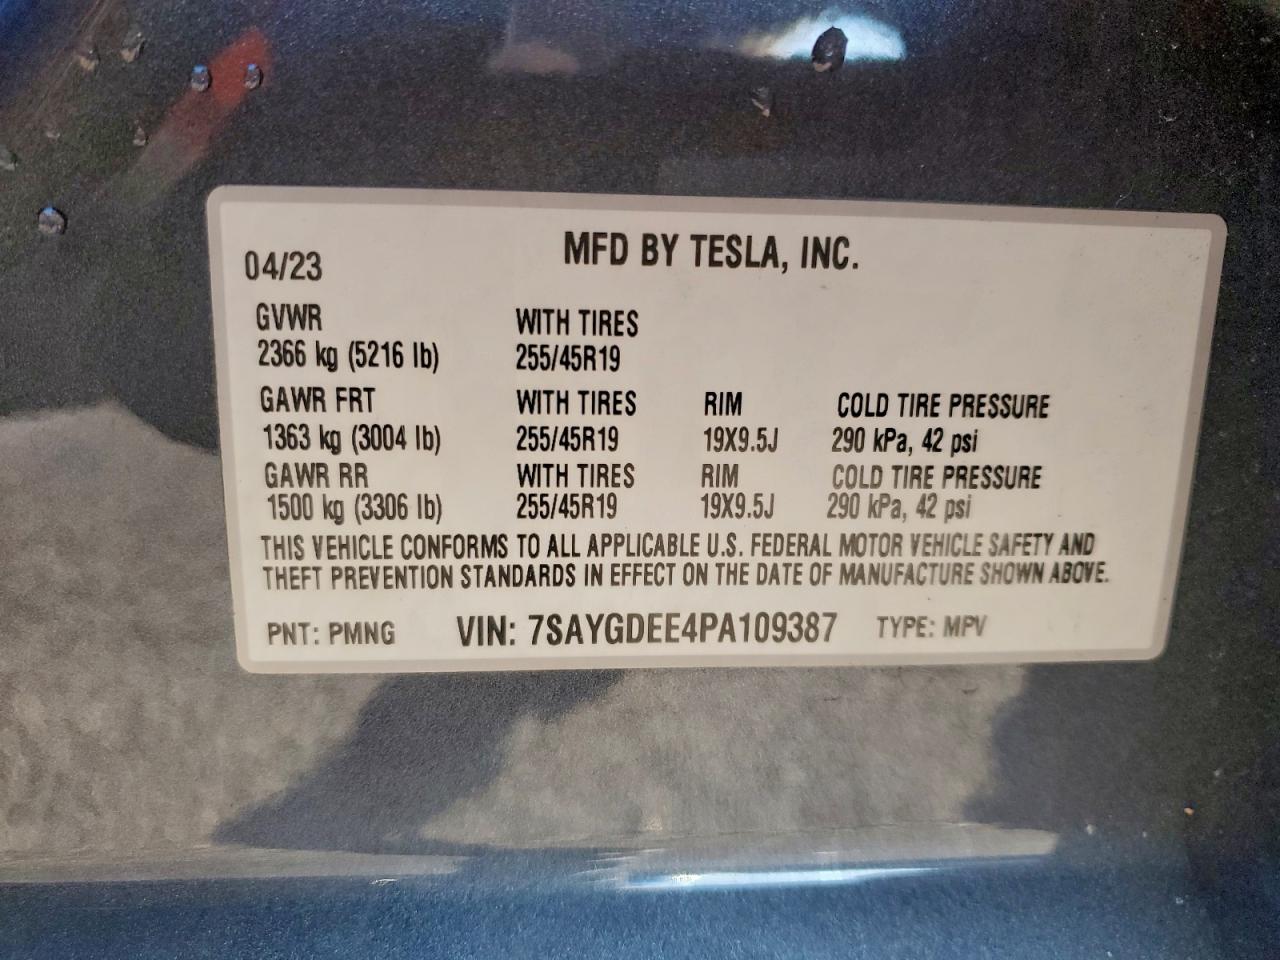 MFD BY TESLA, INC.
04/23
GVWR WITH TIRES
2366 kg (5216 lb) 255/45R19
GAWR FRT WITH TIRES RIM COLD TIRE PRESSURE
1363 kg (3004 lb) 255/45R19 19X9.5J 290 kPa, 42 psi
GAWR RR WITH TIRES RIM COLD TIRE PRESSURE
1500 kg (3306 lb) 255/45R19 19X9.5J 290 kPa, 42 psi
THIS VEHICLE CONFORMS TO ALL APPLICABLE U.S. FEDERAL MOTOR VEHICLE SAFETY AND
THEFT PREVENTION STANDARDS IN EFFECT ON THE DATE OF MANUFACTURE SHOWN ABOVE.
PNT: PMNG VIN: 7SAYGDEE4PA109387 TYPE: MPV